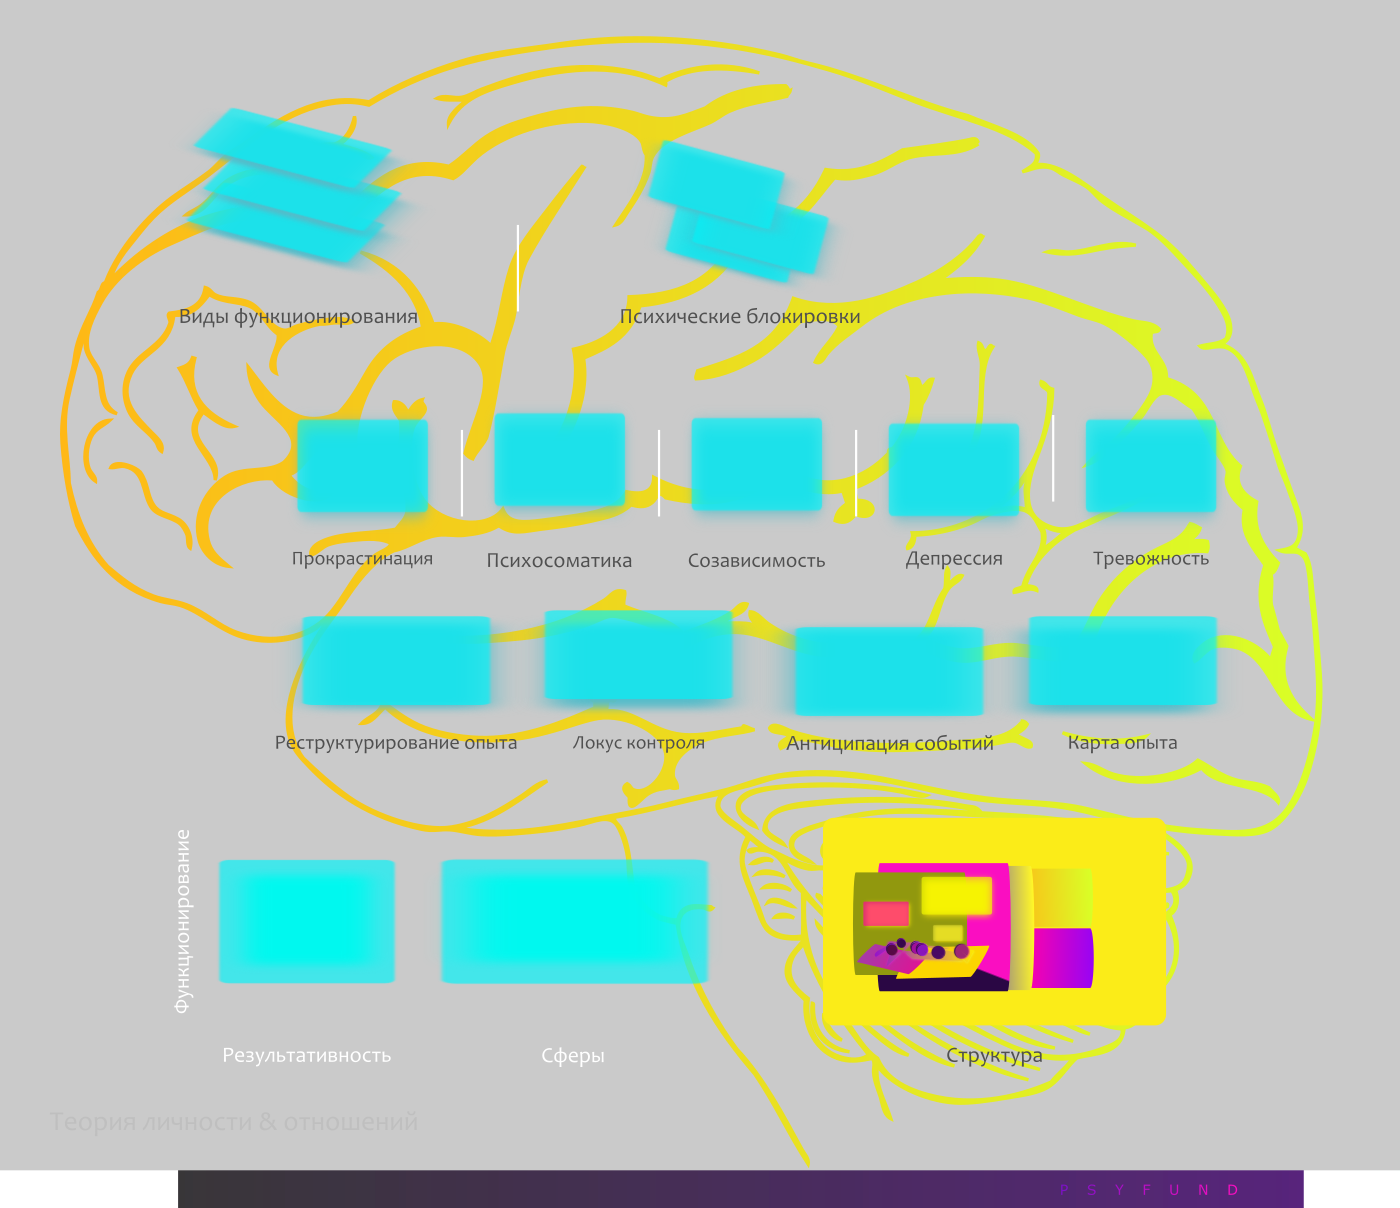 Виды функционирования
Психические блокировки
Прокрастинация
Психосоматика
Созависимость
Депрессия
Тревожность
Реструктурирование опыта
Локус контроля
Антиципация событий
Карта опыта
Функционирование
Результативность
Сферы
Структура
Теория личности & отношений
PSYFUND